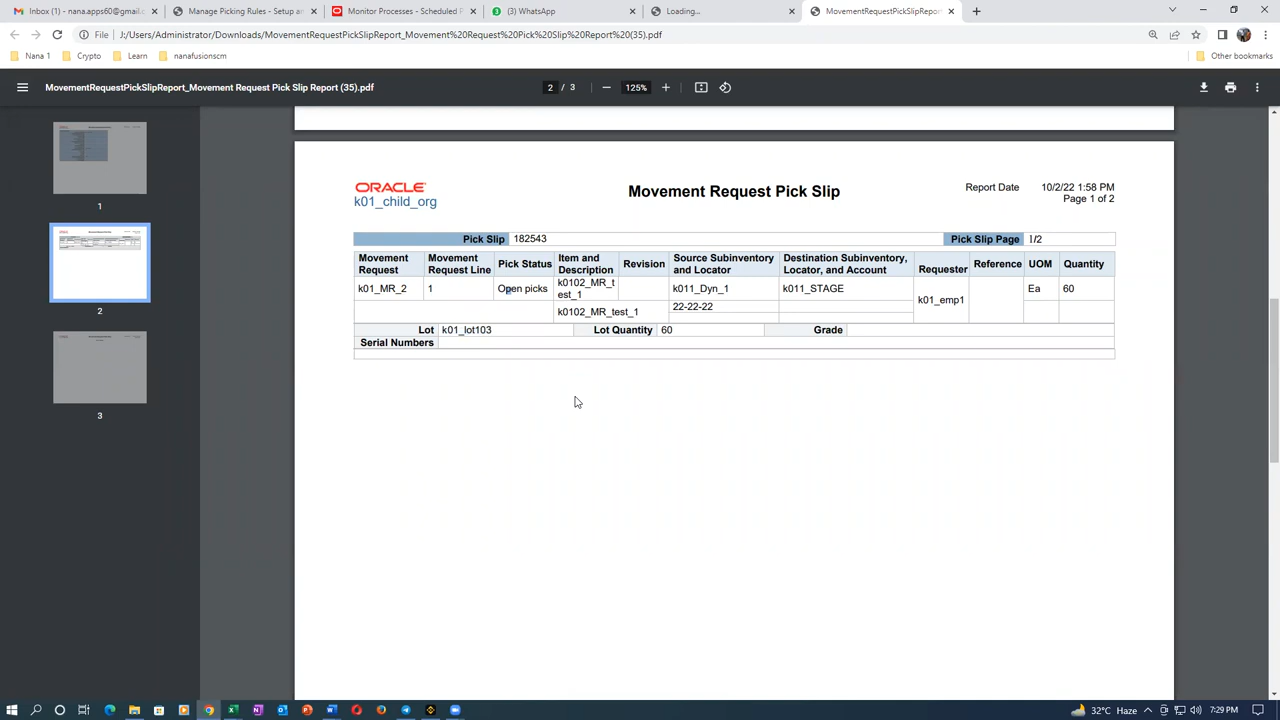 Inbox (1) - nana.apps60@gmail.c
Manage Picking Rules - Setup an
Monitor Processes - Scheduled P
(3) WhatsApp
Loading...
MovementRequestPickSlipReport
File
J:/Users/Administrator/Downloads/MovementRequestPickSlipReport_Movement%20Request%20Pick%20Slip%20Report%20(35).pdf
Nana 1
Crypto
Learn
nanafusionscm
Other bookmarks
MovementRequestPickSlipReport_Movement Request Pick Slip Report (35).pdf
2 / 3
125%
1
2
3
ORACLE
k01_child_org
Movement Request Pick Slip
Report Date 10/2/22 1:58 PM
Page 1 of 2
Pick Slip 182543
Pick Slip Page 1/2
Movement Request
Movement Request Line
Pick Status
Item and Description
Revision
Source Subinventory and Locator
Destination Subinventory, Locator, and Account
Requester
Reference
UOM
Quantity
k01_MR_2
1
Open picks
k0102_MR_t
est_1
k011_Dyn_1
k011_STAGE
k01_emp1
Ea
60
k0102_MR_test_1
22-22-22
Lot k01_lot103
Lot Quantity 60
Grade
Serial Numbers
32°C Haze
7:29 PM